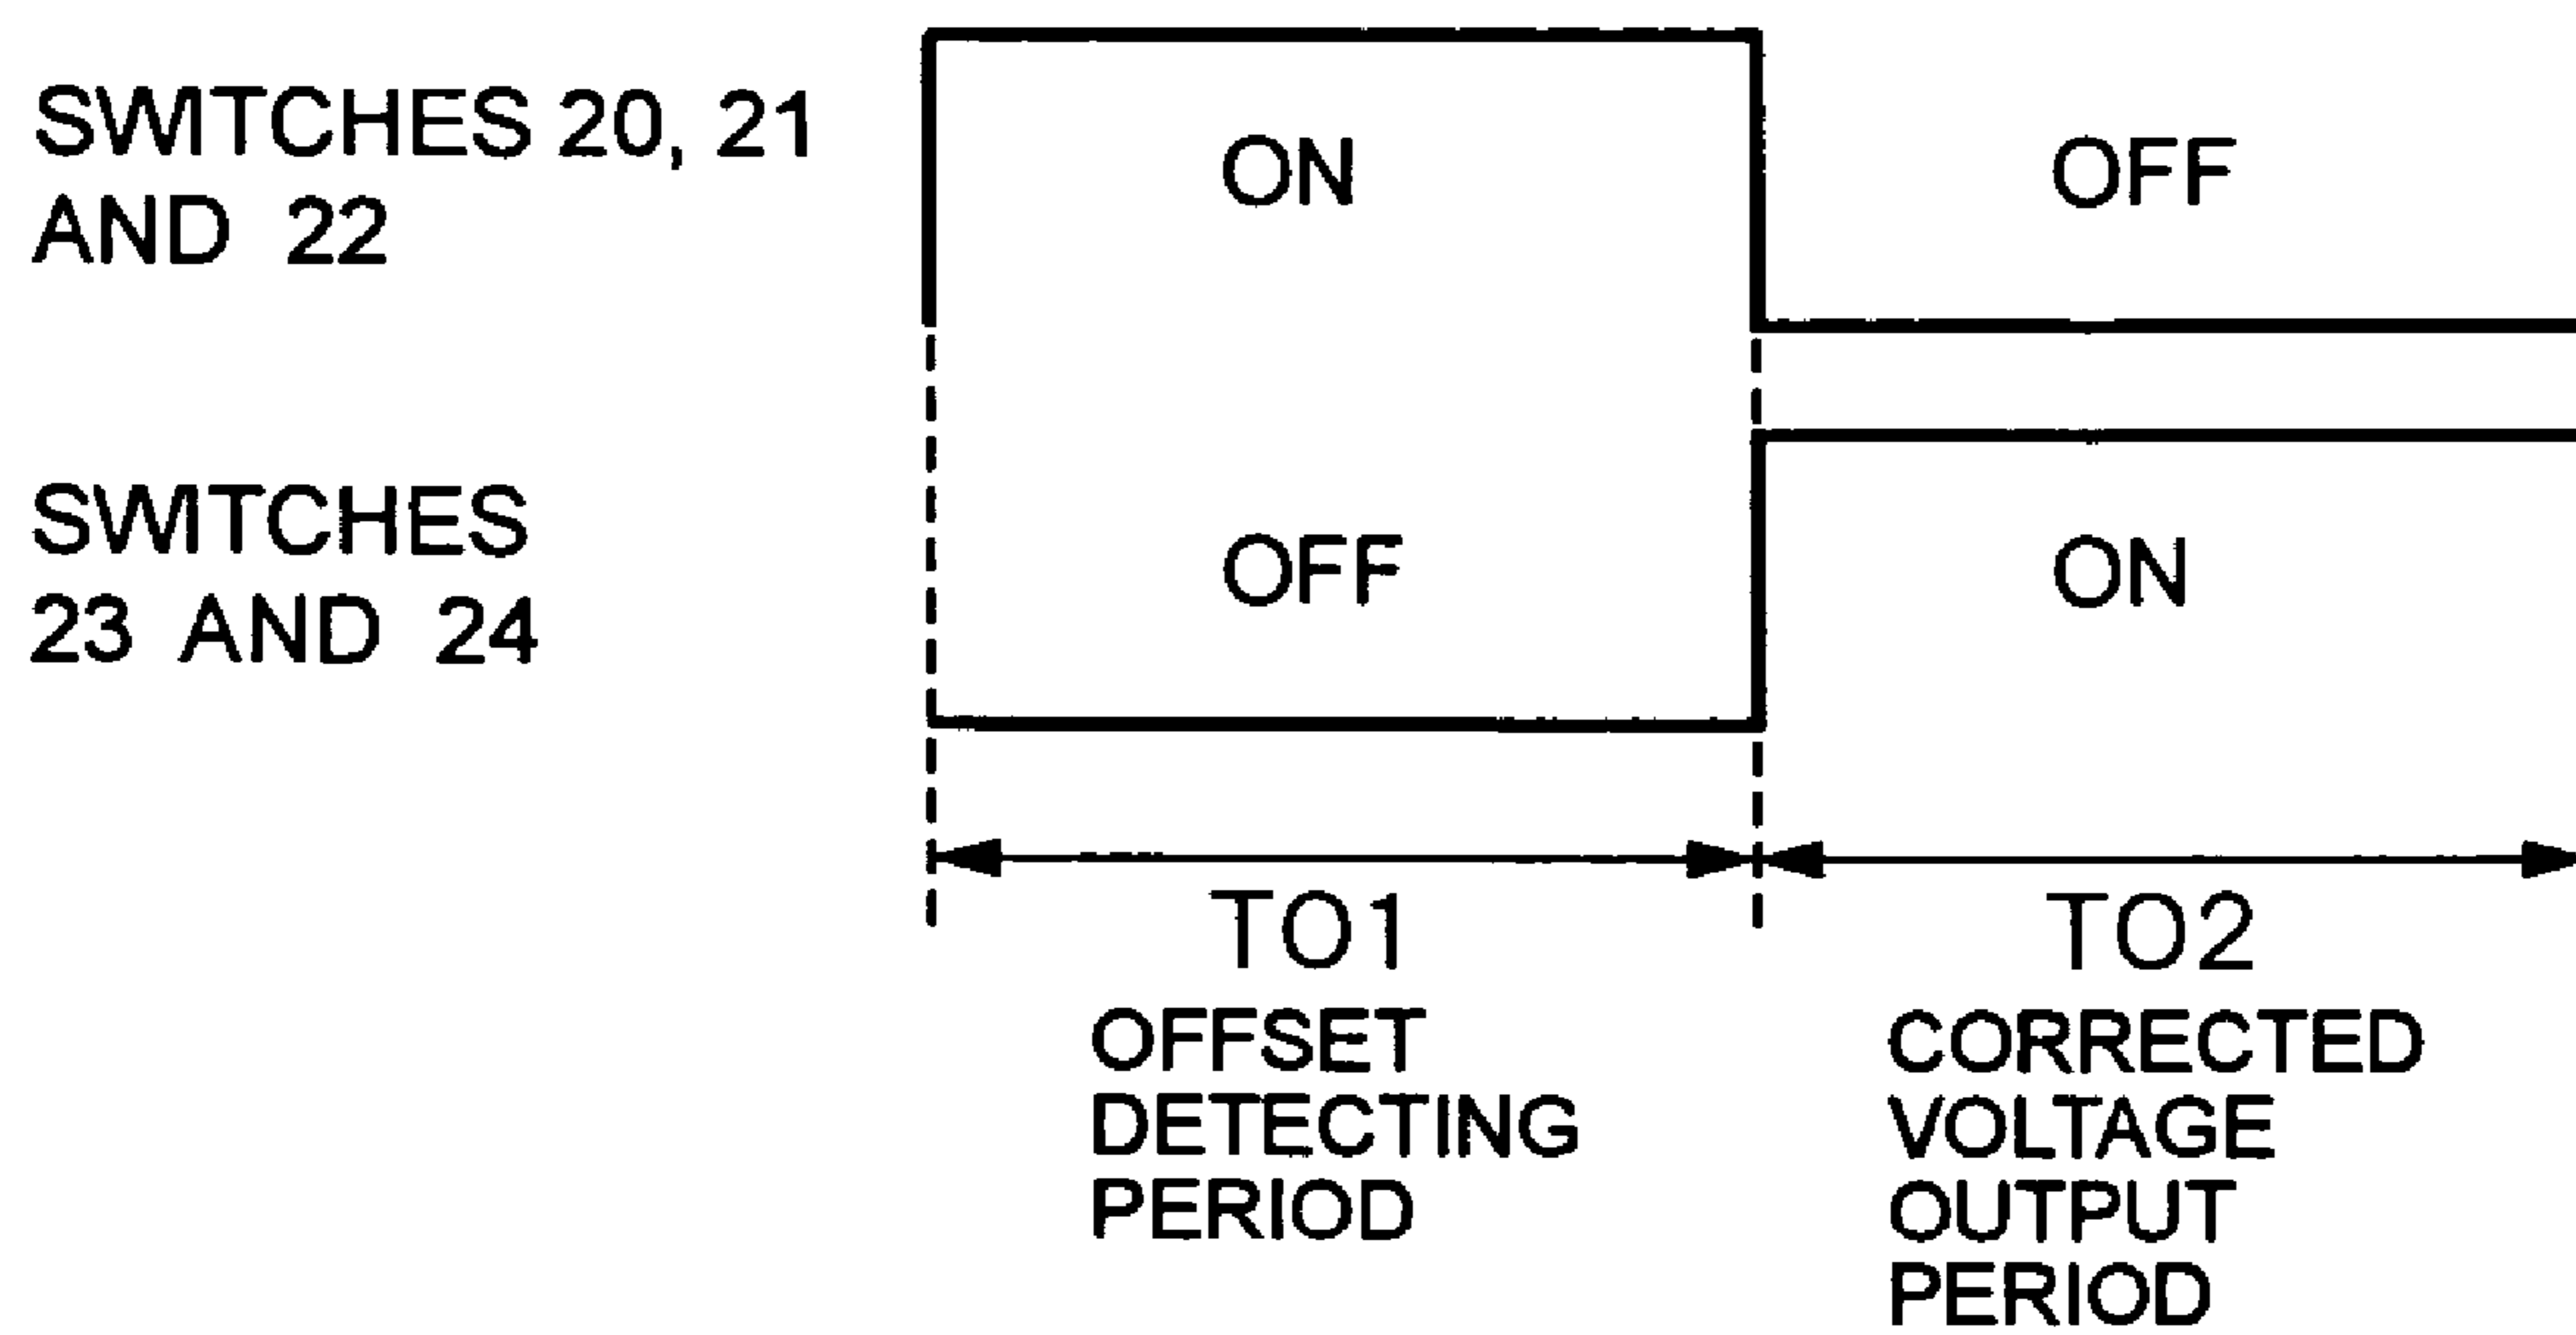 SWITCHES 20, 21
AND 22
ON
OFF
SWITCHES
23 AND 24
OFF
ON
TO1
TO2
OFFSET
DETECTING
PERIOD
CORRECTED
VOLTAGE
OUTPUT
PERIOD